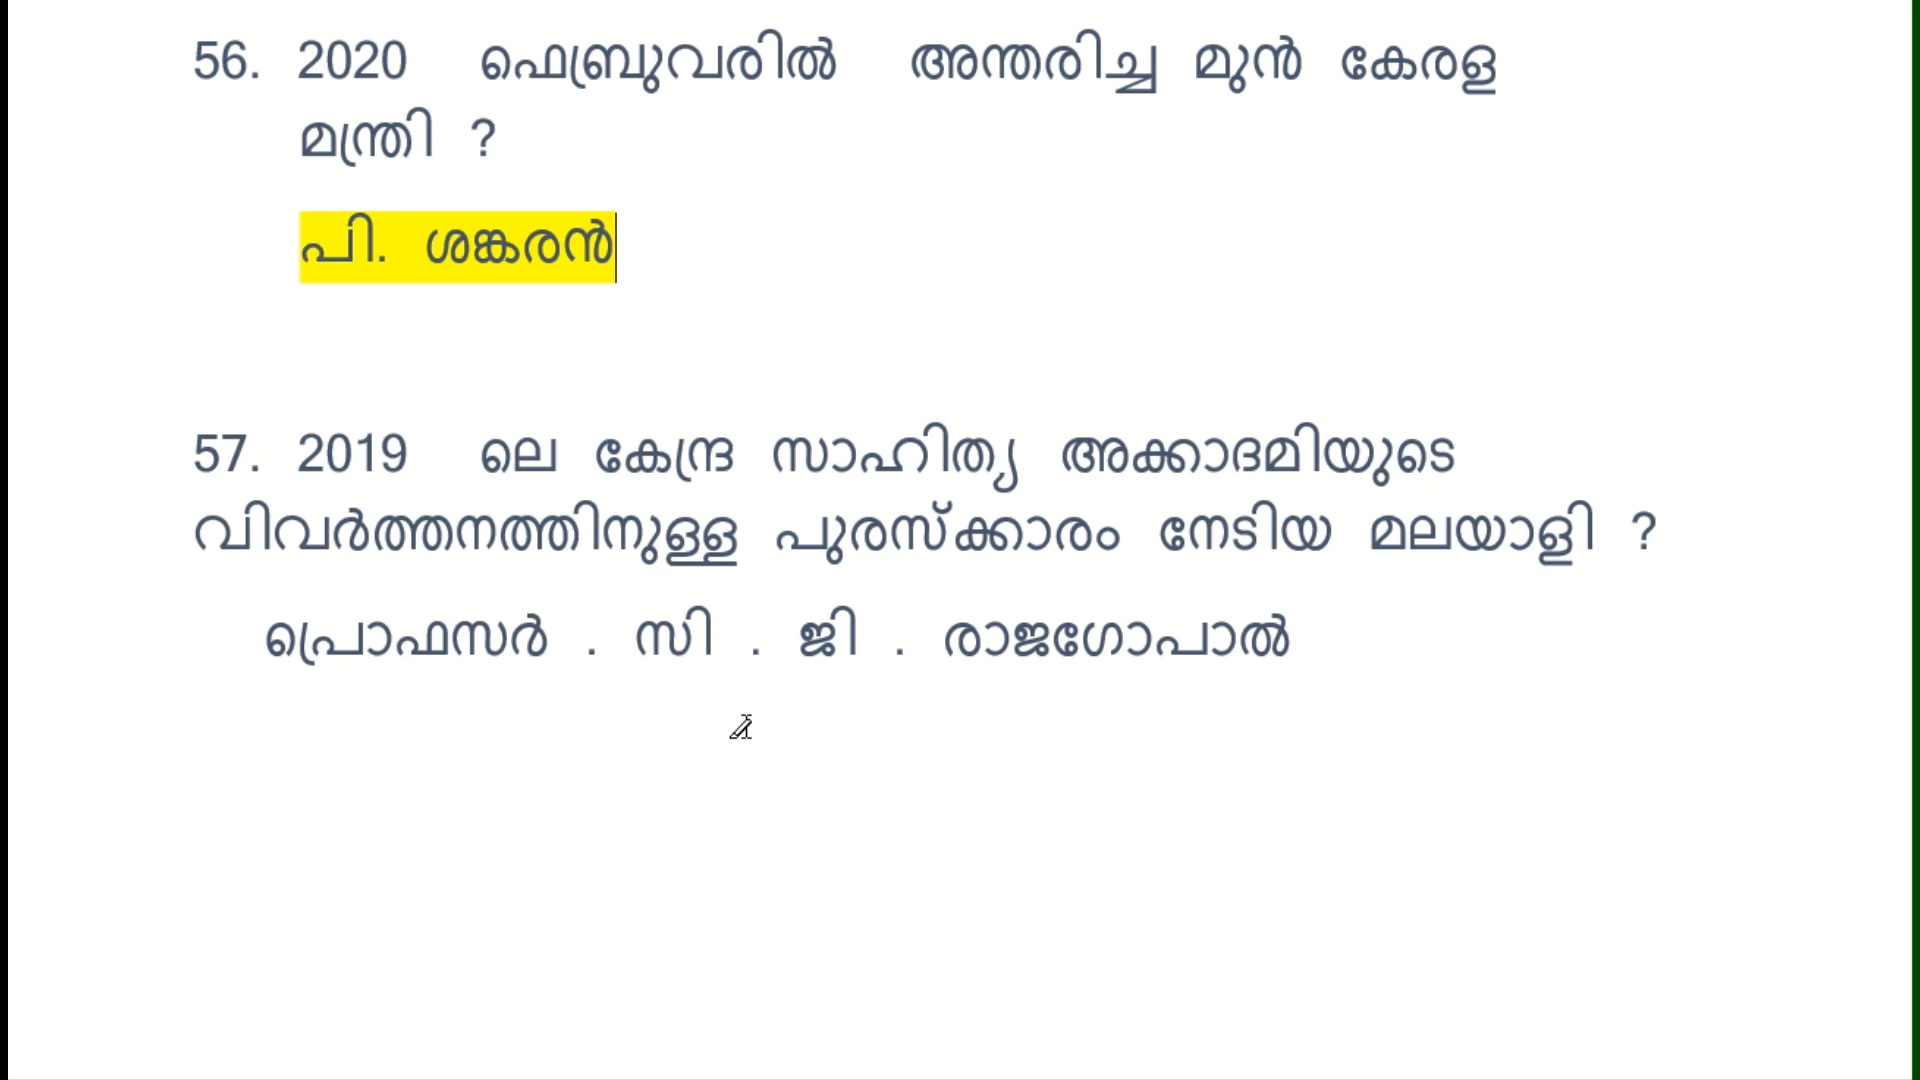 56. 2020 ഫെബ്രുവരിൽ അന്തരിച്ച മുൻ കേരള
മന്ത്രി ?
പി. ശങ്കരൻ
57. 2019 ലെ കേന്ദ്ര സാഹിത്യ അക്കാദമിയുടെ
വിവർത്തനത്തിനുള്ള പുരസ്ക്കാരം നേടിയ മലയാളി ?
പ്രൊഫസർ . സി . ജി . രാജഗോപാൽ